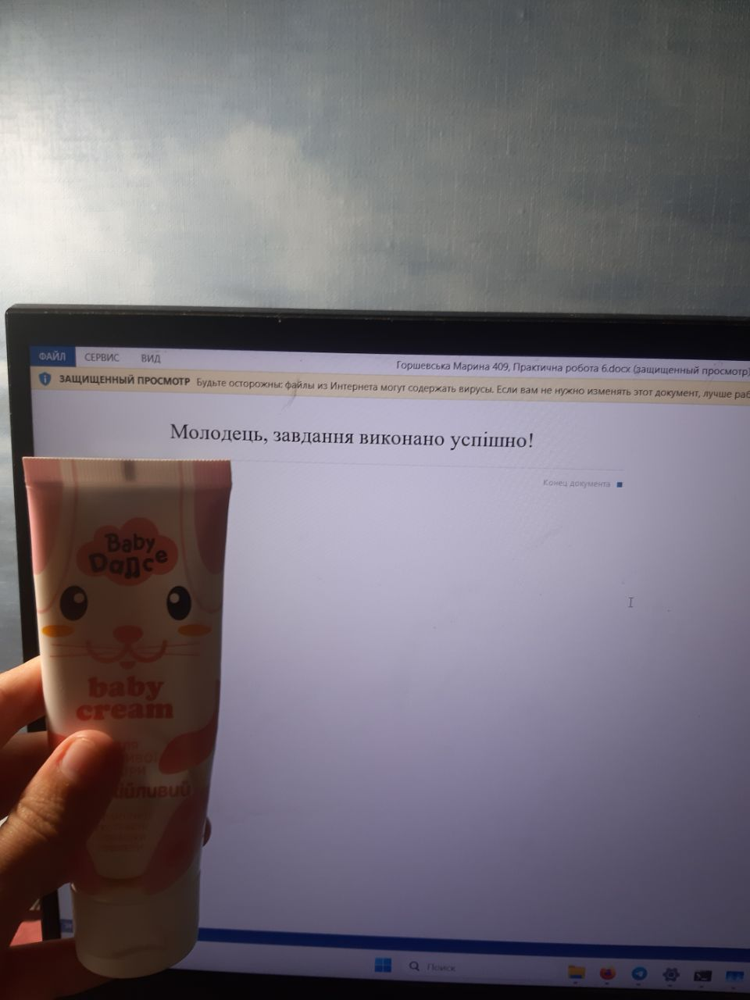 ФАЙЛ СЕРВИС ВИД
Горшевська Марина 409, Практична робота 6.docx (защищенный просмотр)
ЗАЩИЩЕННЫЙ ПРОСМОТР Будьте осторожны: файлы из Интернета могут содержать вирусы. Если вам не нужно изменять этот документ, лучше раб
Молодець, завдання виконано успішно!
Конец документа
Baby
Dance
baby
cream
Поиск